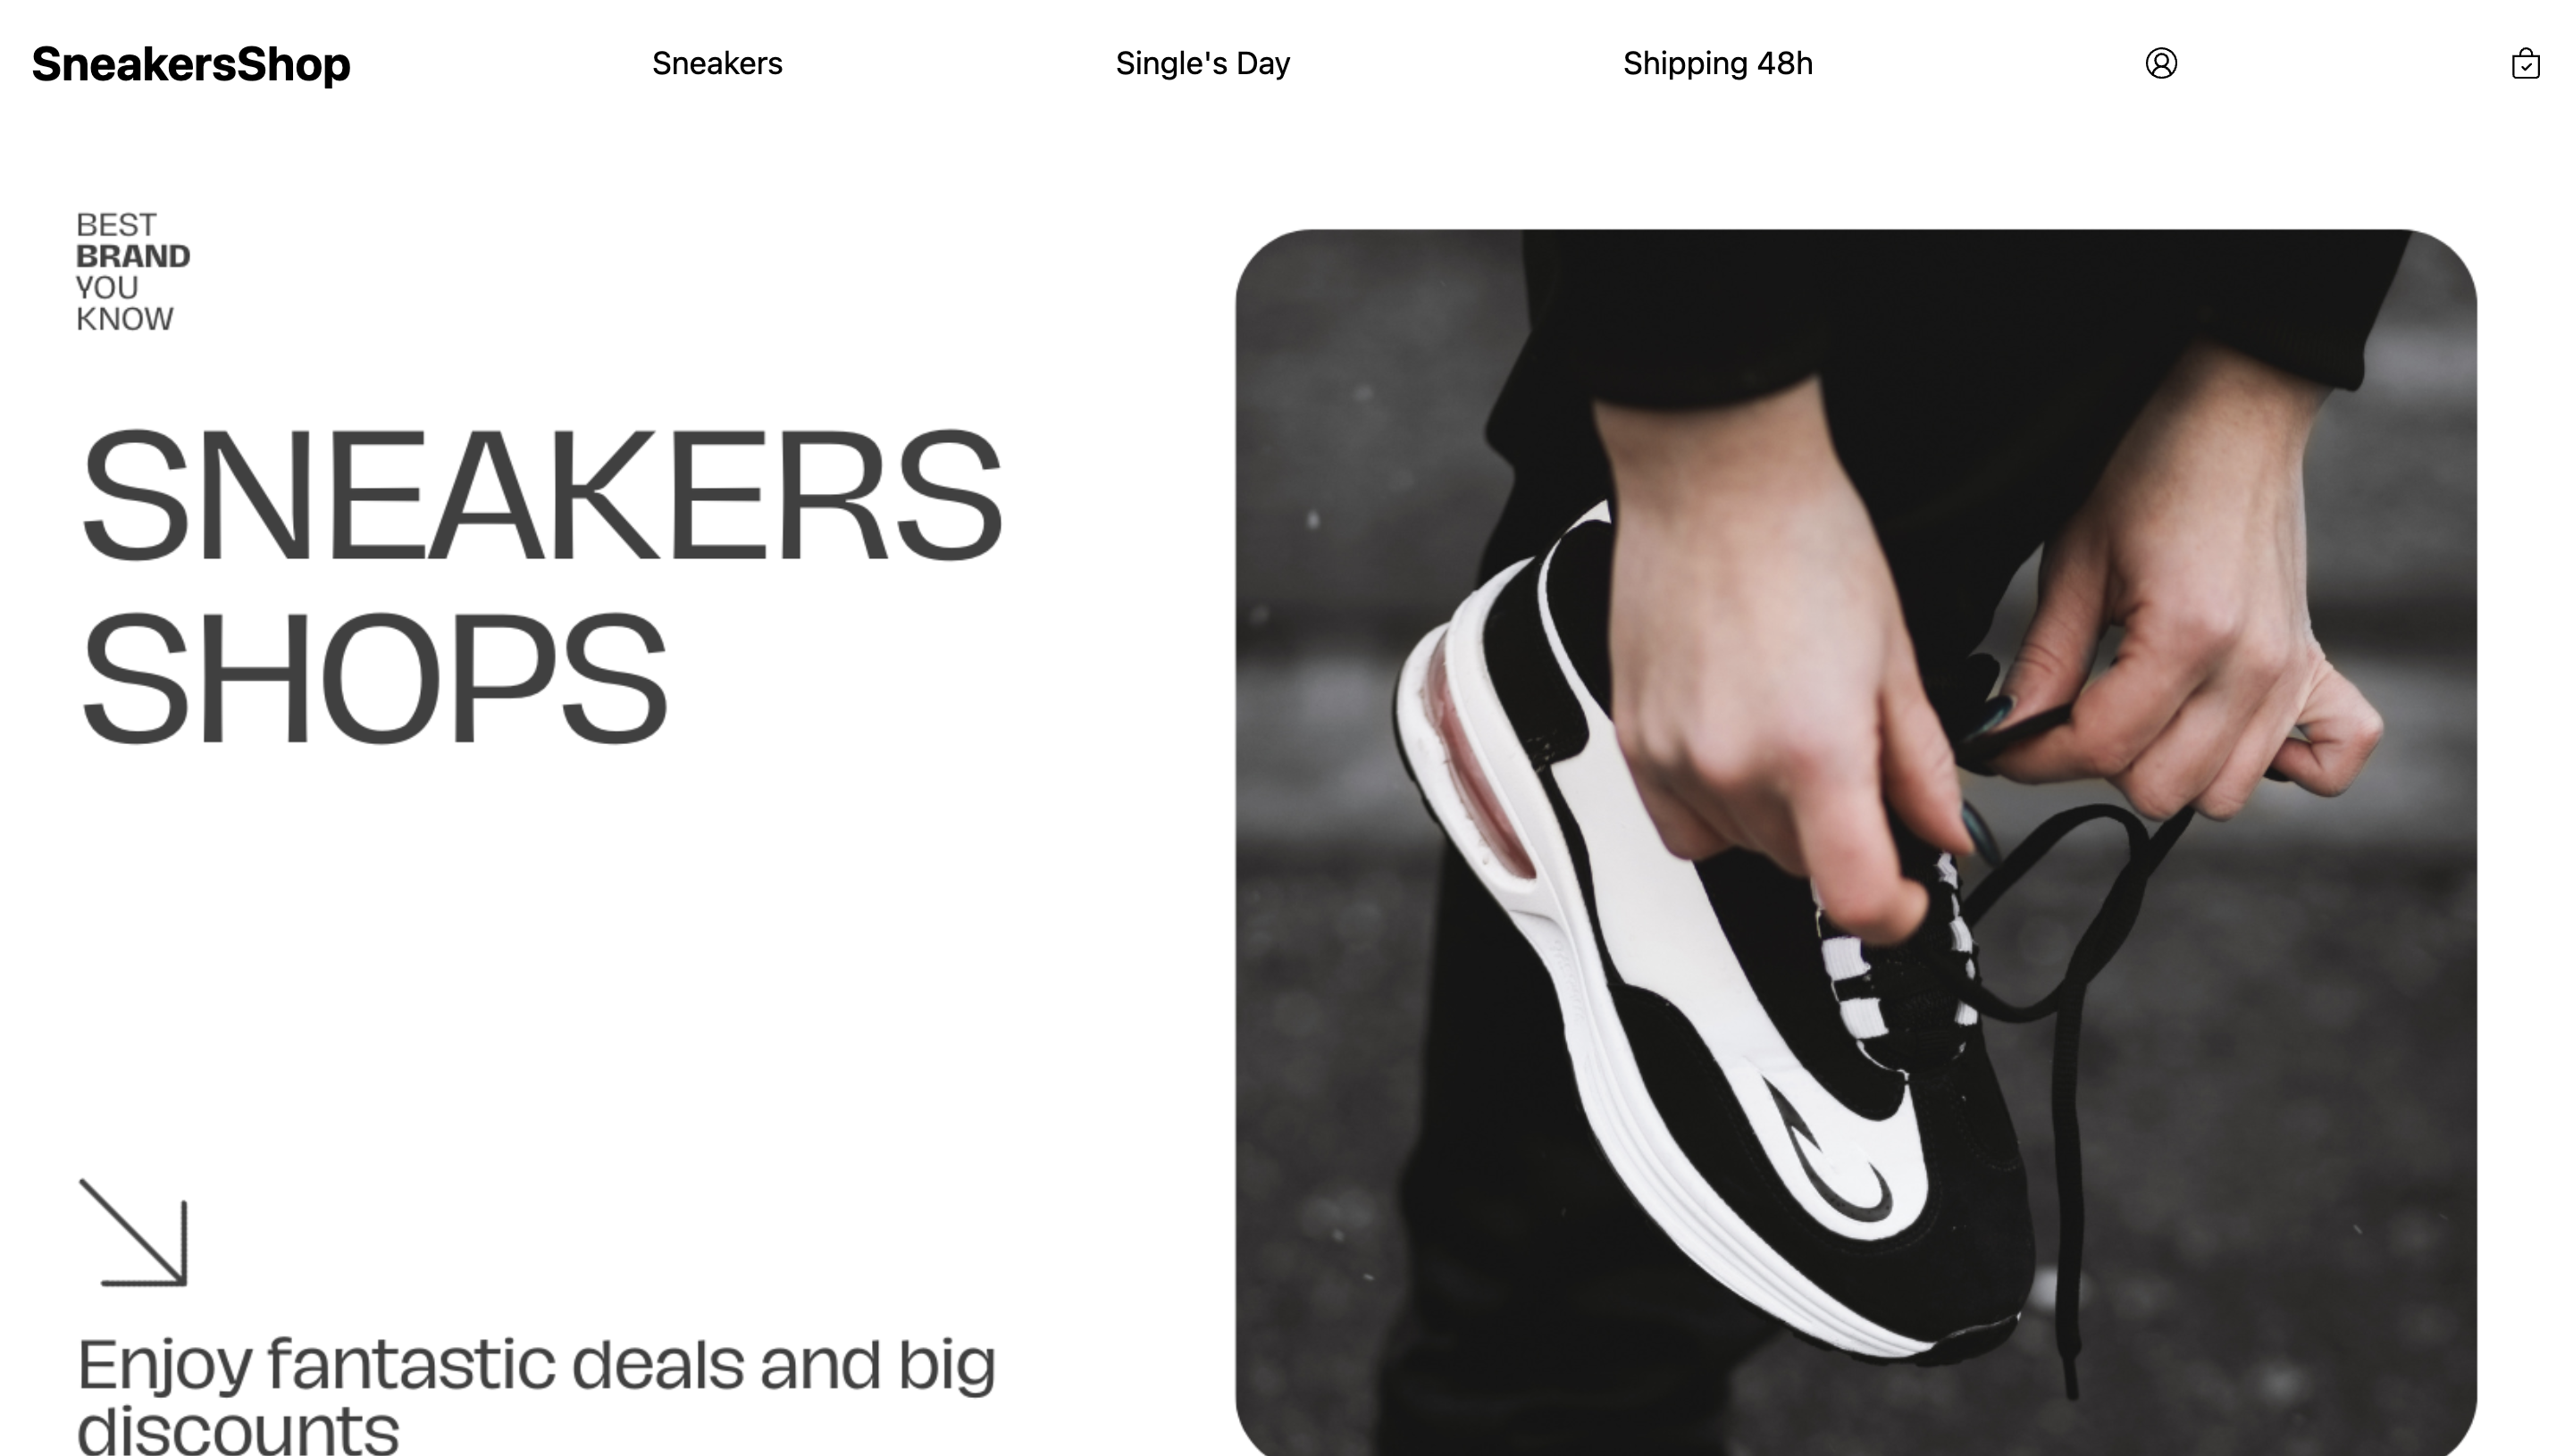 SneakersShop
Sneakers
Single's Day
Shipping 48h
BEST
BRAND
YOU
KNOW
SNEAKERS
SHOPS
Enjoy fantastic deals and big
discounts